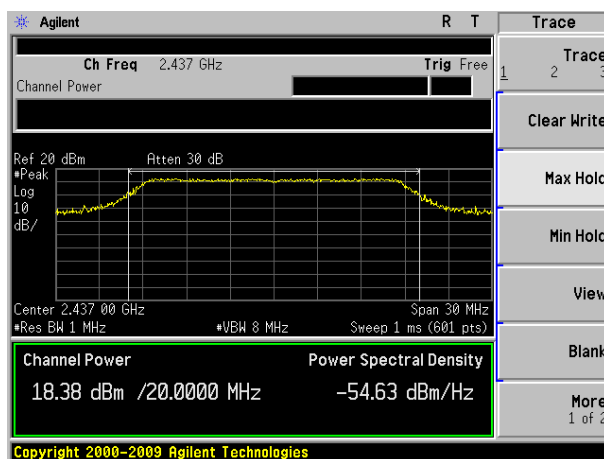 Agilent R T Trace
Ch Freq 2.437 GHz Trig Free
Channel Power
Trace
1 2 3
Clear Write
Max Hold
Min Hold
View
Blank
More
1 of 2
Ref 20 dBm Atten 30 dB
#Peak
Log
10
dB/
Center 2.437 00 GHz Span 30 MHz
#Res BW 1 MHz #VBW 8 MHz Sweep 1 ms (601 pts)
Channel Power Power Spectral Density
18.38 dBm /20.0000 MHz -54.63 dBm/Hz
Copyright 2000-2009 Agilent Technologies